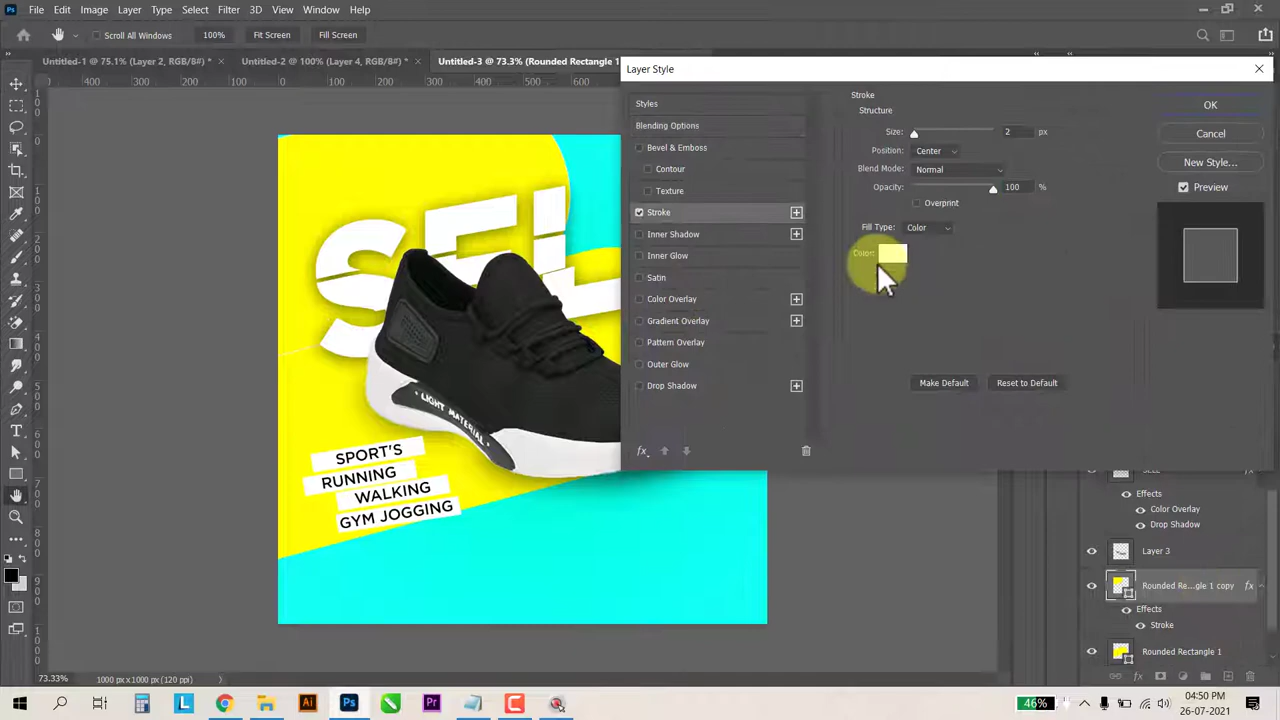 File Edit Image Layer Type Select Filter 3D View Window Help
Scroll All Windows 100% Fit Screen Fill Screen
Untitled-1 @ 75.1% (Layer 2, RGB/8#) * × Untitled-2 @ 100% (Layer 4, RGB/8#) * × Untitled-3 @ 73.3% (Rounded Rectangle 1
Layer Style
Styles
Blending Options
Bevel & Emboss
Contour
Texture
Stroke
Inner Shadow
Inner Glow
Satin
Color Overlay
Gradient Overlay
Pattern Overlay
Outer Glow
Drop Shadow
fx
Stroke
Structure
Size: 2 px
Position: Center
Blend Mode: Normal
Opacity: 100 %
Overprint
Fill Type: Color
Color:
Make Default Reset to Default
OK
Cancel
New Style...
Preview
LIGHT MATERIAL
SPORT'S
RUNNING
WALKING
GYM JOGGING
Effects
Color Overlay
Drop Shadow
Layer 3
Rounded Re...gle 1 copy fx
Effects
Stroke
Rounded Rectangle 1
73.33% 1000 px x 1000 px (120 ppi)
46% 04:50 PM
26-07-2021